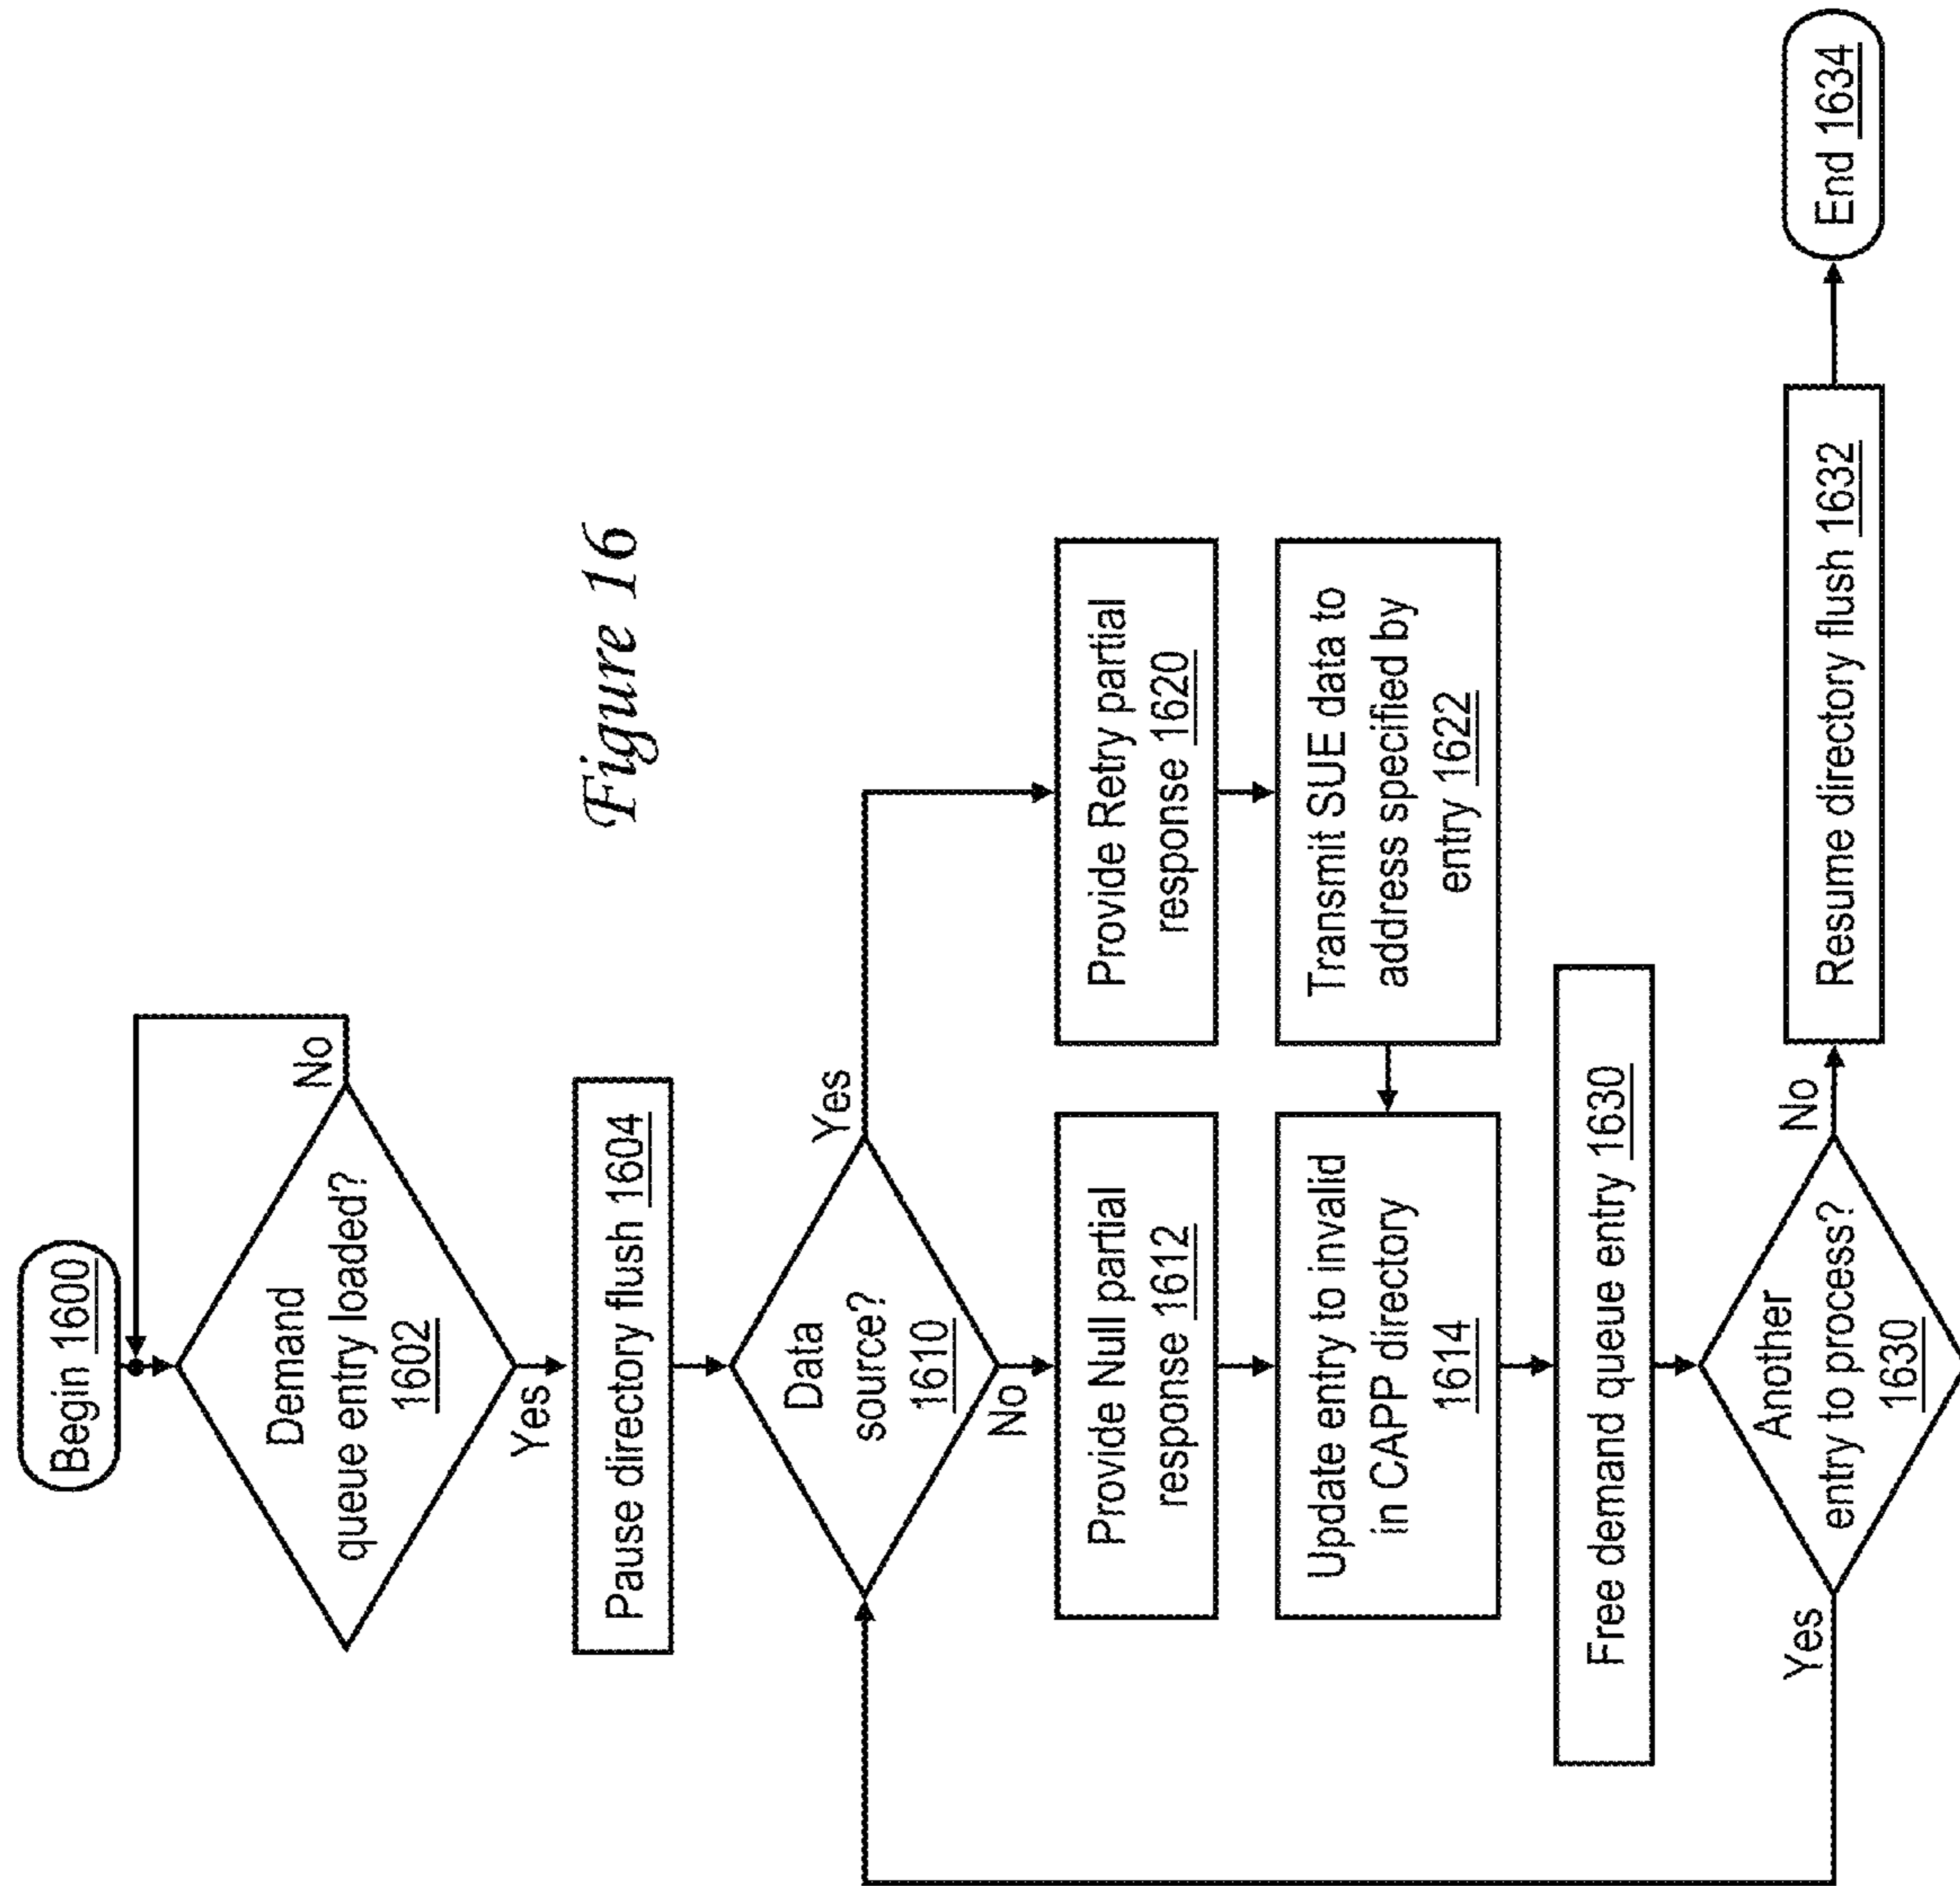 Begin 1600
Demand
queue entry loaded?
1602
No
Yes
Pause directory flush 1604
Data
source?
1610
Yes
No
Provide Null partial
response 1612
Provide Retry partial
response 1620
Update entry to invalid
in CAPP directory
1614
Transmit SUE data to
address specified by
entry 1622
Free demand queue entry 1630
Another
entry to process?
1630
Yes
No
Resume directory flush 1632
End 1634
Figure 16